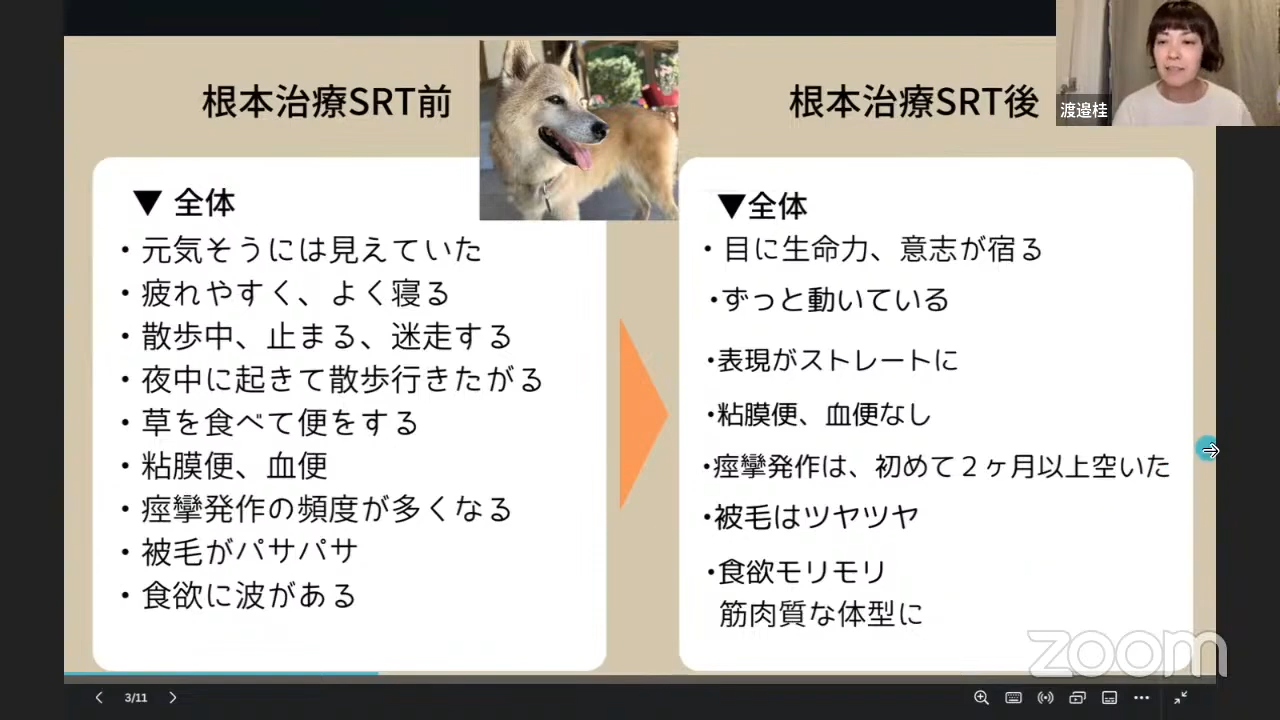 根本治療SRT前
根本治療SRT後
渡邉桂
▼ 全体
・元気そうには見えていた
・疲れやすく、よく寝る
・散歩中、止まる、迷走する
・夜中に起きて散歩行きたがる
・草を食べて便をする
・粘膜便、血便
・痙攣発作の頻度が多くなる
・被毛がパサパサ
・食欲に波がある
▼全体
・目に生命力、意志が宿る
・ずっと動いている
・表現がストレートに
・粘膜便、血便なし
・痙攣発作は、初めて２ヶ月以上空いた
・被毛はツヤツヤ
・食欲モリモリ
筋肉質な体型に
zoom
3/11